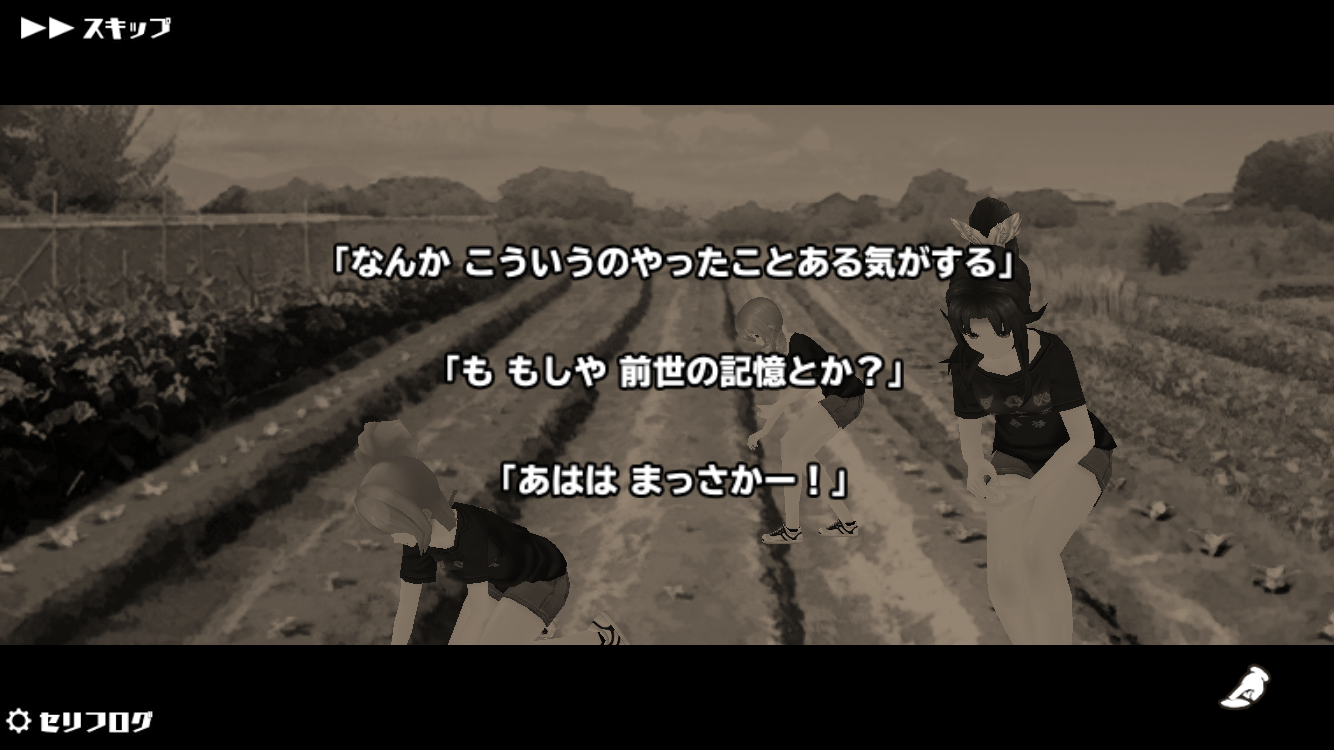 ▶▶スキップ
「なんか こういうのやったことある気がする」
「も もしや 前世の記憶とか?」
「あはは まっさかー!」
セリフログ